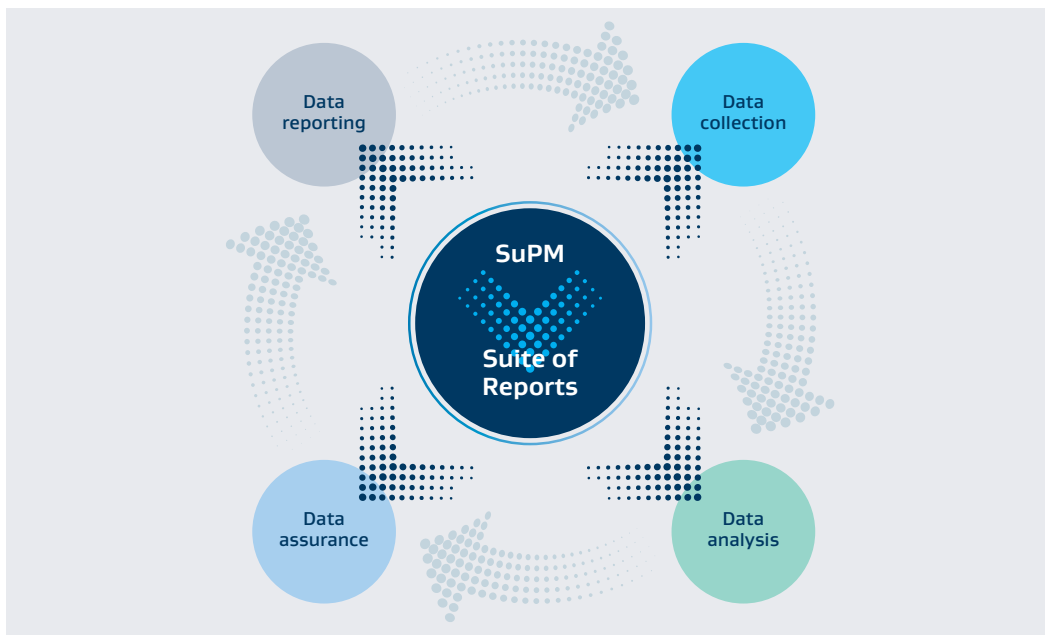 Data
reporting
Data
collection
SuPM
Suite of
Reports
Data
assurance
Data
analysis